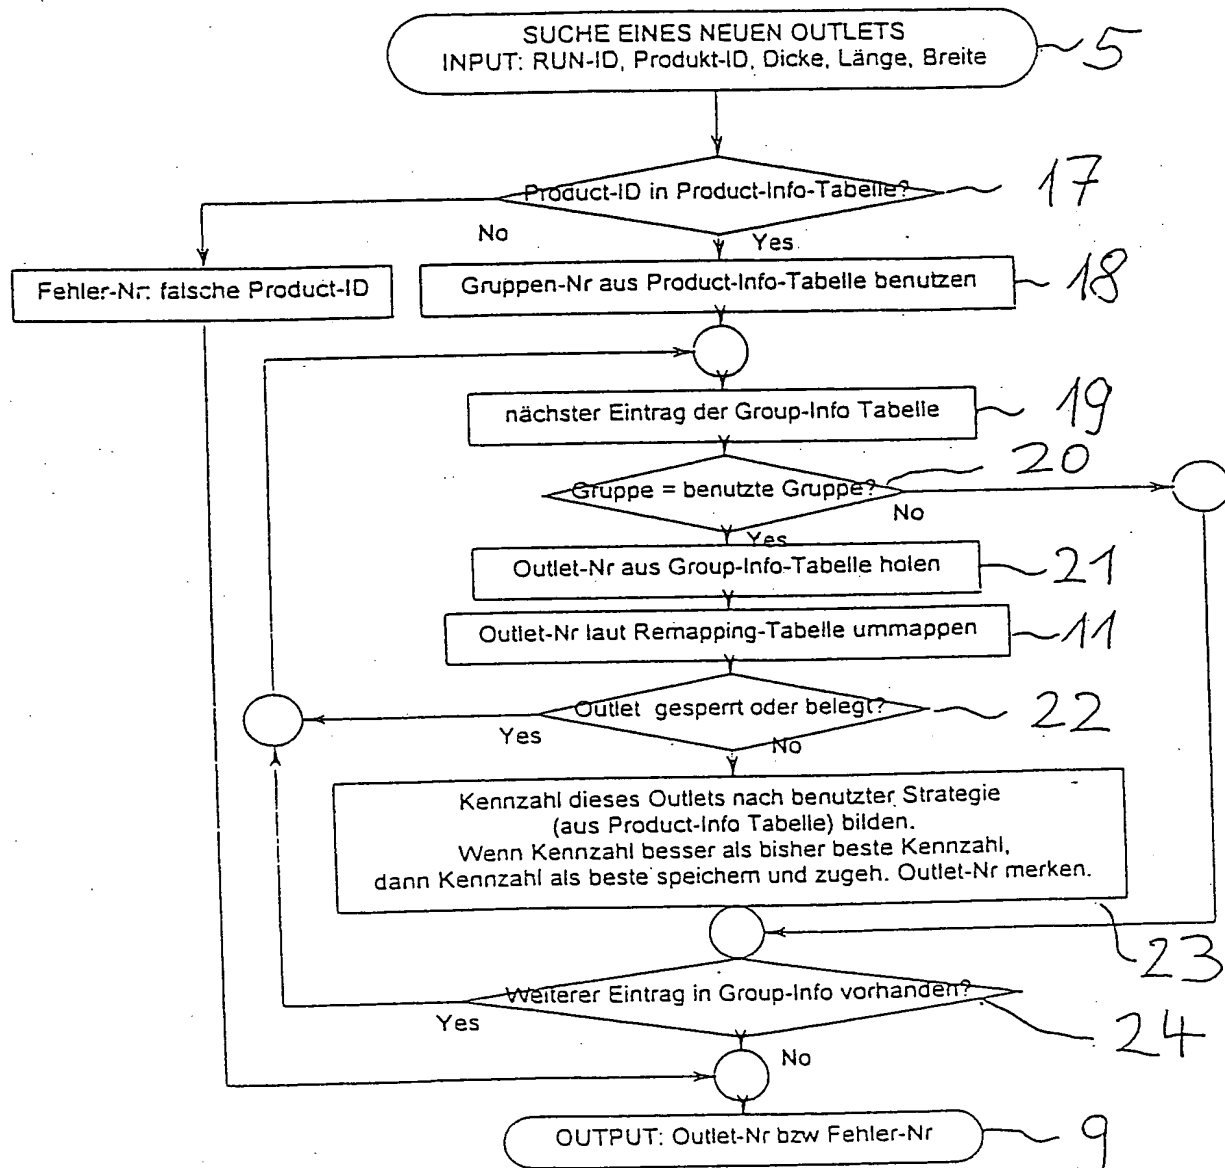 SUCHE EINES NEUEN OUTLETS
INPUT: RUN-ID, Produkt-ID, Dicke, Länge, Breite
5
Product-ID in Product-Info-Tabelle?
17
No
Yes
Fehler-Nr: falsche Product-ID
Gruppen-Nr aus Product-Info-Tabelle benutzen
18
nächster Eintrag der Group-Info Tabelle
19
Gruppe = benutzte Gruppe?
20
No
Yes
Outlet-Nr aus Group-Info-Tabelle holen
21
Outlet-Nr laut Remapping-Tabelle ummappen
11
Outlet gesperrt oder belegt?
22
Yes
No
Kennzahl dieses Outlets nach benutzter Strategie
(aus Product-Info Tabelle) bilden.
Wenn Kennzahl besser als bisher beste Kennzahl,
dann Kennzahl als beste speichern und zugeh. Outlet-Nr merken.
23
Weiterer Eintrag in Group-Info vorhanden?
24
Yes
No
OUTPUT: Outlet-Nr bzw Fehler-Nr
9